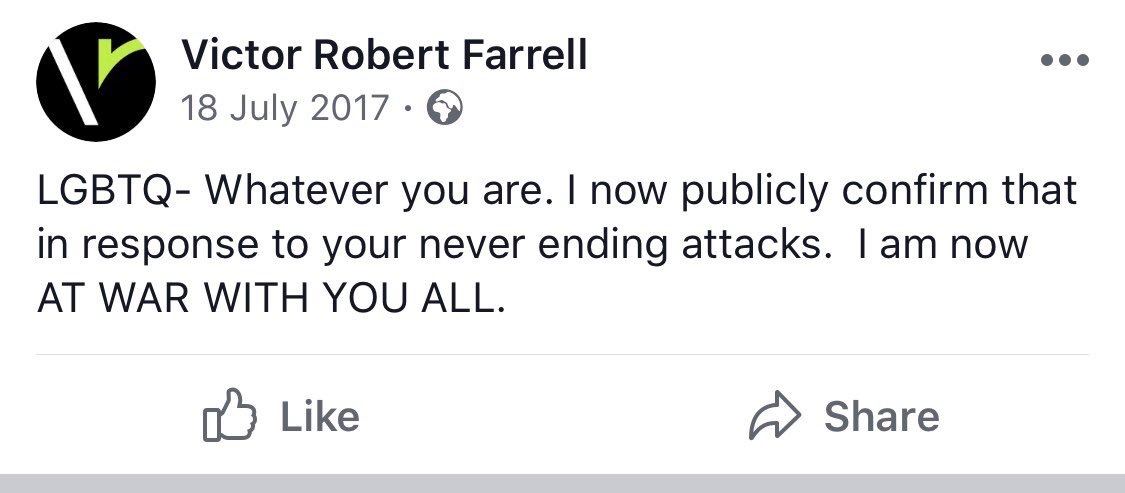 Victor Robert Farrell
18 July 2017 ·
LGBTQ- Whatever you are. I now publicly confirm that
in response to your never ending attacks.  I am now
AT WAR WITH YOU ALL.
Like
Share